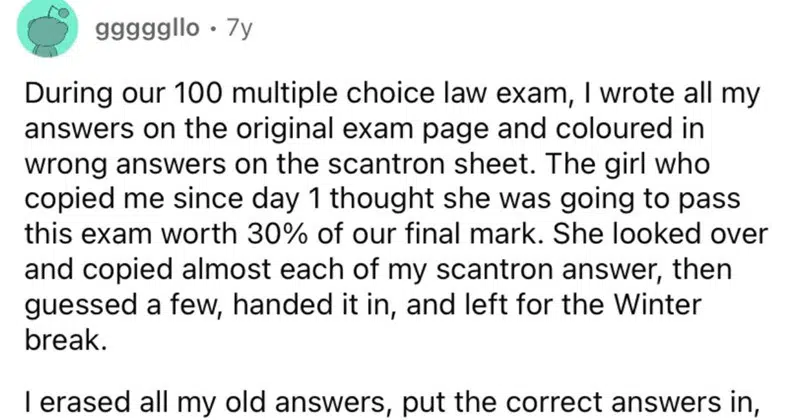 gggggllo · 7y
During our 100 multiple choice law exam, I wrote all my
answers on the original exam page and coloured in
wrong answers on the scantron sheet. The girl who
copied me since day 1 thought she was going to pass
this exam worth 30% of our final mark. She looked over
and copied almost each of my scantron answer, then
guessed a few, handed it in, and left for the Winter
break.
I erased all my old answers, put the correct answers in,